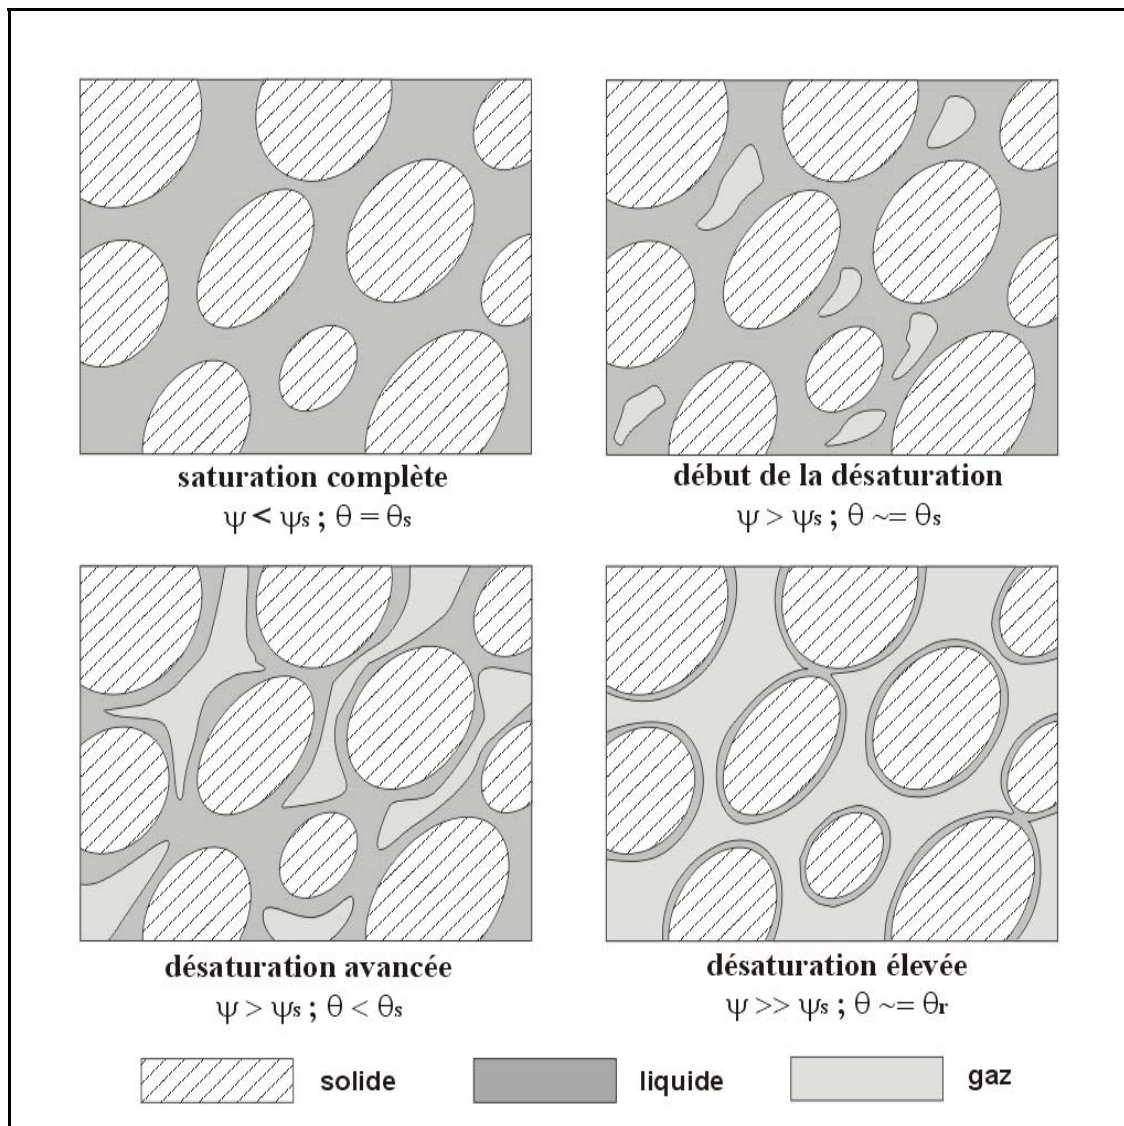 saturation complète
ψ < ψs ; θ = θs
début de la désaturation
ψ > ψs ; θ ~= θs
désaturation avancée
ψ > ψs ; θ < θs
désaturation élevée
ψ >> ψs ; θ ~= θr
solide
liquide
gaz